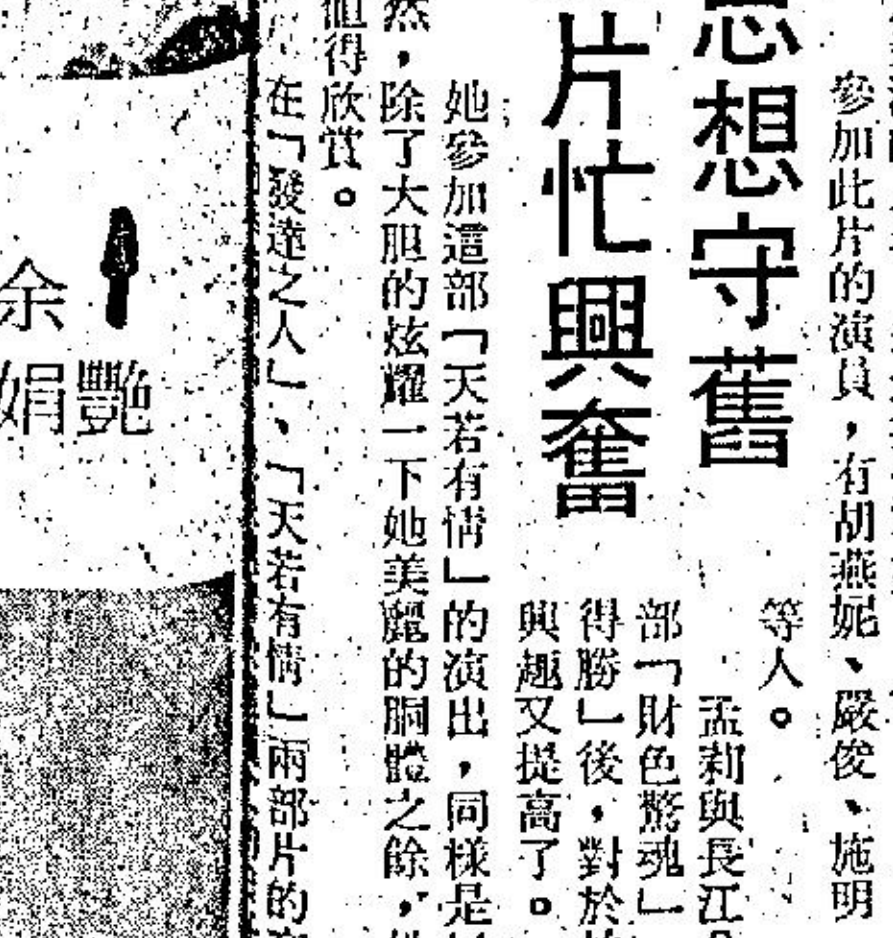 參加此片的演員，有胡燕妮、嚴俊、施明
等人。
思想守舊
片忙興奮
孟莉與長江
部「財色驚魂」
得勝」後，對於
興趣又提高了。
她參加這部「天若有情」的演出，同樣是
然，除了大胆的炫耀一下她美麗的胴體之餘，
值得欣賞。
在「發達之人」、「天若有情」兩部片的
艷
余娟